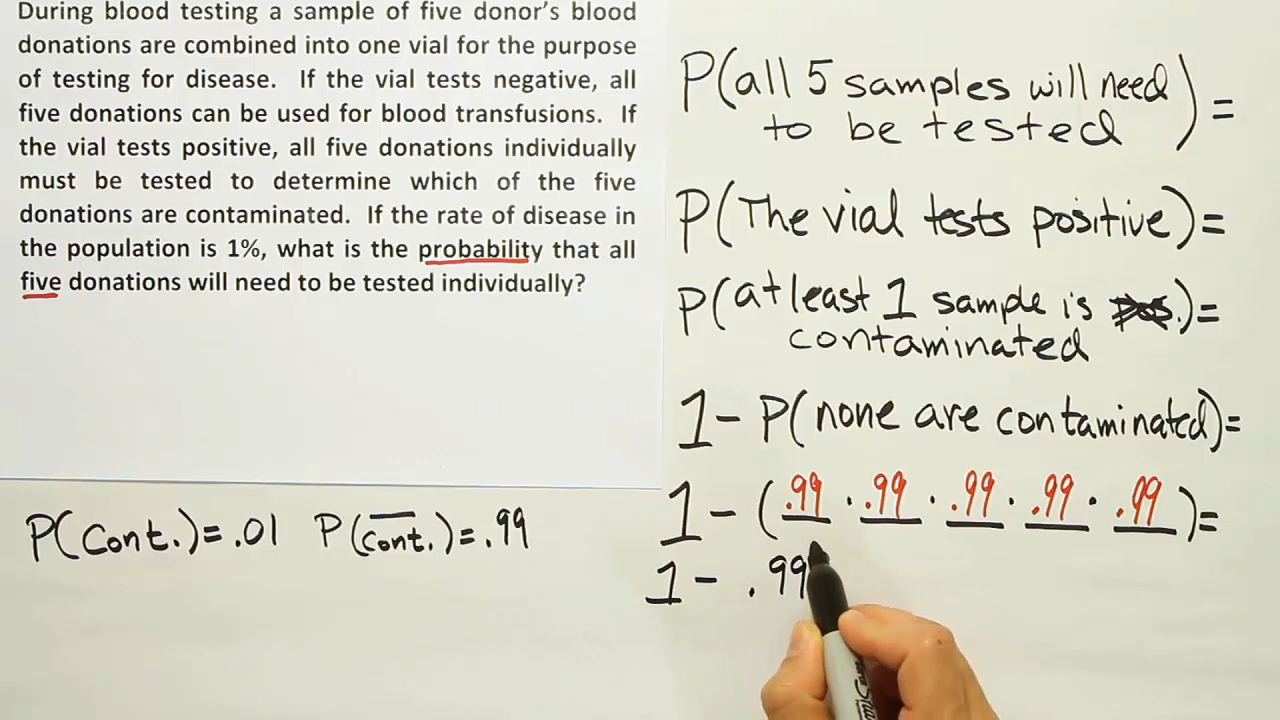 During blood testing a sample of five donor's blood
donations are combined into one vial for the purpose
of testing for disease. If the vial tests negative, all
five donations can be used for blood transfusions. If
the vial tests positive, all five donations individually
must be tested to determine which of the five
donations are contaminated. If the rate of disease in
the population is 1%, what is the probability that all
five donations will need to be tested individually?
P(Cont.) = .01 P(C̅o̅n̅t̅.) = .99
P(all 5 samples will need
to be tested) =
P(The vial tests positive) =
P(at least 1 sample is
contaminated) =
1 - P(none are contaminated) =
1 - (.99 · .99 · .99 · .99 · .99) =
1 - .99